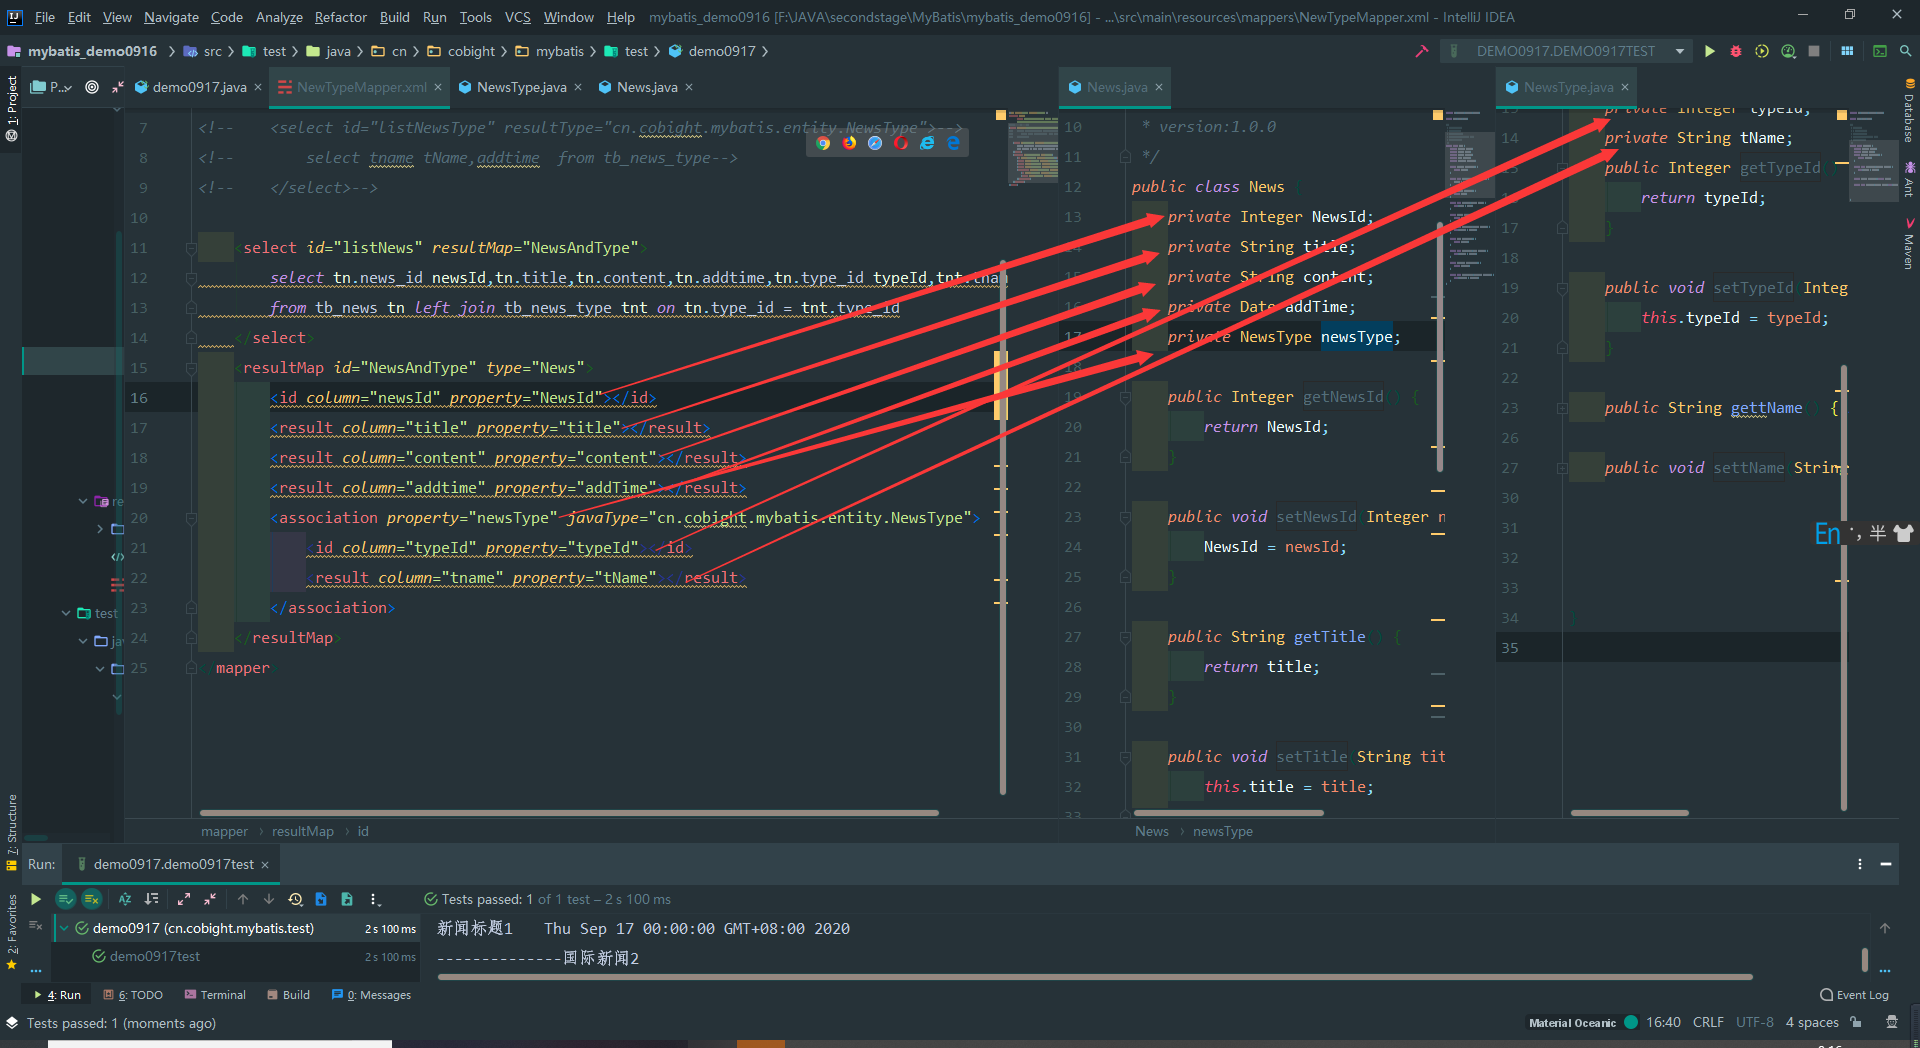 File Edit View Navigate Code Analyze Refactor Build Run Tools VCS Window Help mybatis_demo0916 [F:\JAVA\secondstage\MyBatis\mybatis_demo0916] - ...\src\main\resources\mappers\NewTypeMapper.xml - IntelliJ IDEA
mybatis_demo0916 src test java cn cobight mybatis test demo0917
DEMO0917.DEMO0917TEST
1: Project
P...
demo0917.java
NewTypeMapper.xml
NewsType.java
News.java
7 <!-- <select id="listNewsType" resultType="cn.cobight.mybatis.entity.NewsType">-->
8 <!-- select tname tName,addtime from tb_news_type-->
9 <!-- </select>-->
10
11 <select id="listNews" resultMap="NewsAndType">
12 select tn.news_id newsId,tn.title,tn.content,tn.addtime,tn.type_id typeId,tnt.tnam
13 from tb_news tn left join tb_news_type tnt on tn.type_id = tnt.type_id
14 </select>
15 <resultMap id="NewsAndType" type="News">
16 <id column="newsId" property="NewsId"></id>
17 <result column="title" property="title"></result>
18 <result column="content" property="content"></result>
19 <result column="addtime" property="addTime"></result>
20 <association property="newsType" javaType="cn.cobight.mybatis.entity.NewsType">
21 <id column="typeId" property="typeId"></id>
22 <result column="tname" property="tName"></result>
23 </association>
24 </resultMap>
25 mapper
re
test
ja
mapper resultMap id
News.java
10 * version:1.0.0
11 */
12 public class News {
13 private Integer NewsId;
14 private String title;
15 private String content;
16 private Date addTime;
17 private NewsType newsType;
18
19 public Integer getNewsId() {
20 return NewsId;
21 }
22
23 public void setNewsId(Integer n
24 NewsId = newsId;
25 }
26
27 public String getTitle() {
28 return title;
29 }
30
31 public void setTitle(String tit
32 this.title = title;
33
News newsType
NewsType.java
13 private Integer typeId;
14 private String tName;
15 public Integer getTypeId()
return typeId;
17 }
18
19 public void setTypeId(Integ
20 this.typeId = typeId;
21 }
22
23 public String gettName() {
26
27 public void settName(String
30
31
32
33
34 }
35
Database
Ant
Maven
En 半
7: Structure
2: Favorites
Run: demo0917.demo0917test
Tests passed: 1 of 1 test – 2 s 100 ms
demo0917 (cn.cobight.mybatis.test) 2 s 100 ms
demo0917test 2 s 100 ms
新闻标题1 Thu Sep 17 00:00:00 GMT+08:00 2020
--------------国际新闻2
4: Run 6: TODO Terminal Build 0: Messages Event Log
Tests passed: 1 (moments ago) Material Oceanic 16:40 CRLF UTF-8 4 spaces